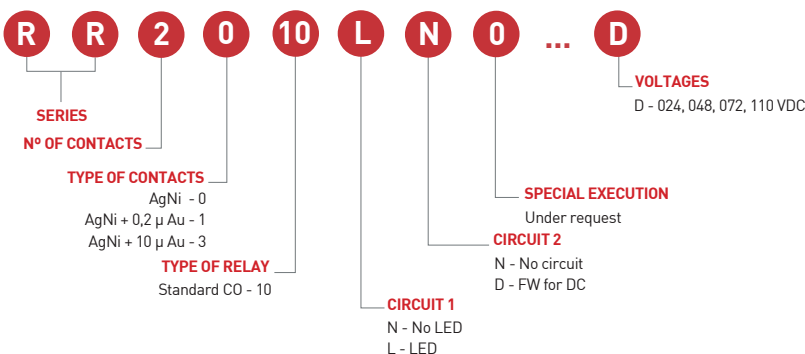 R R 2 0 10 L N 0 ... D
VOLTAGES
D - 024, 048, 072, 110 VDC
SERIES
Nº OF CONTACTS
TYPE OF CONTACTS
AgNi - 0
AgNi + 0,2 µ Au - 1
AgNi + 10 µ Au - 3
SPECIAL EXECUTION
Under request
CIRCUIT 2
N - No circuit
D - FW for DC
TYPE OF RELAY
Standard CO - 10
CIRCUIT 1
N - No LED
L - LED